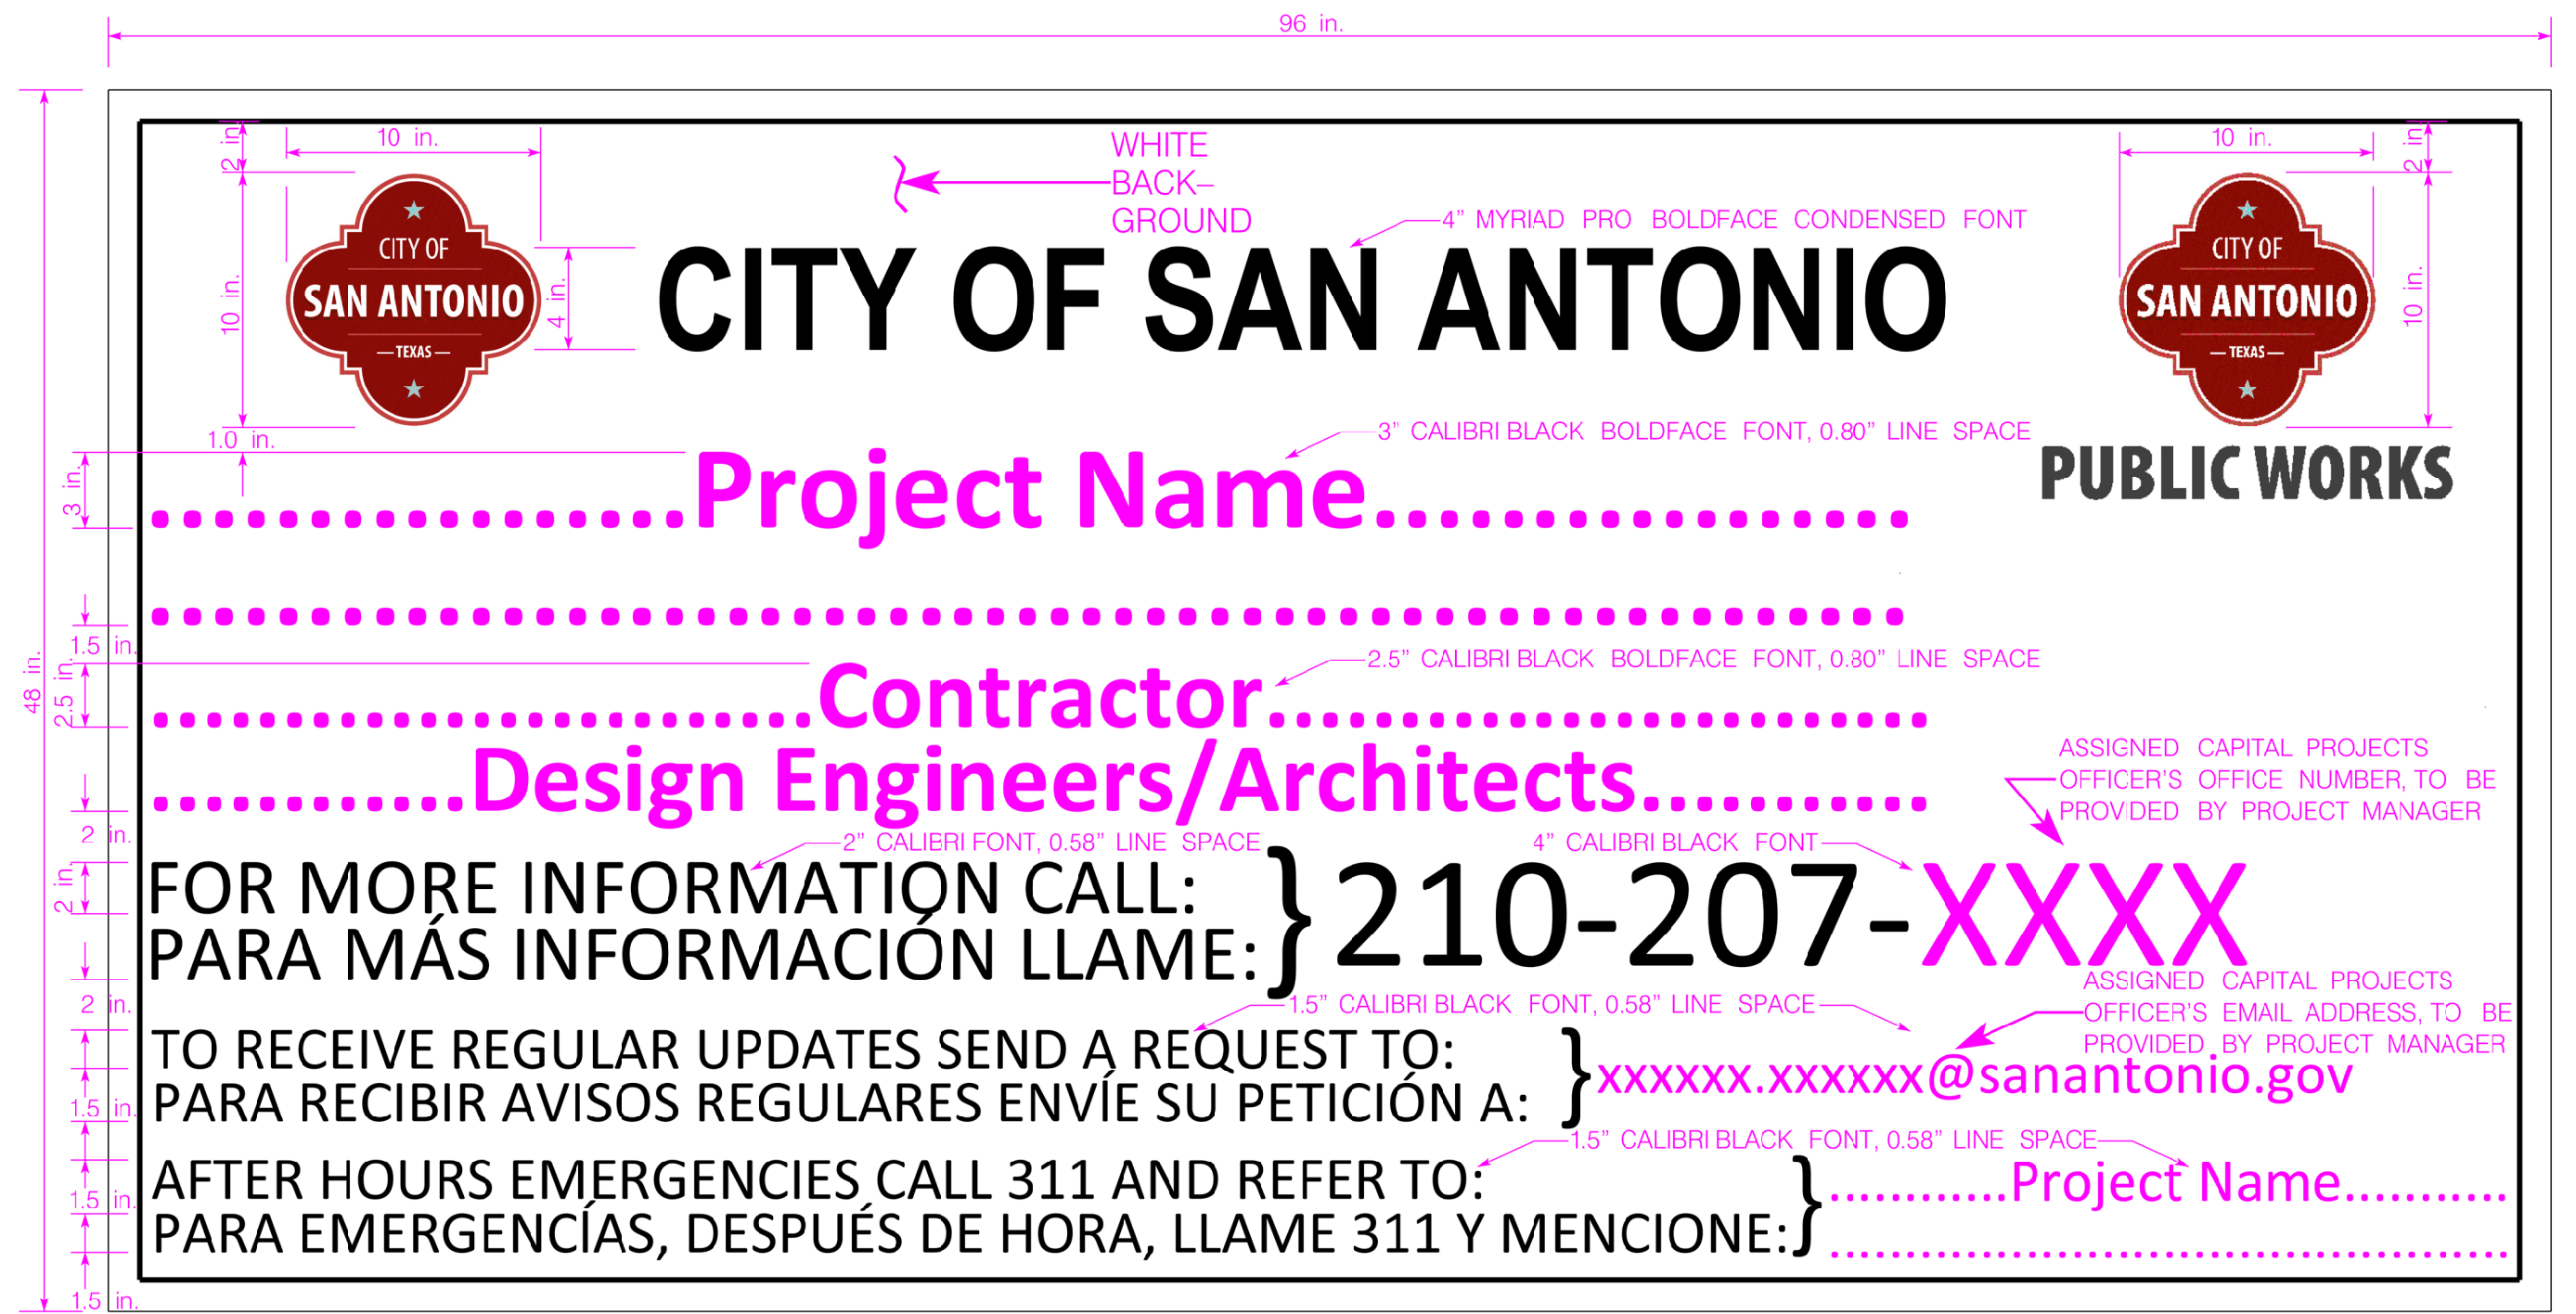 96 in.
2 in.
10 in.
WHITE
BACK–
GROUND
10 in.
2 in.
4” MYRIAD PRO BOLDFACE CONDENSED FONT
CITY OF
SAN ANTONIO
TEXAS
10 in.
4 in.
CITY OF SAN ANTONIO
CITY OF
SAN ANTONIO
TEXAS
10 in.
1.0 in.
3” CALIBRI BLACK BOLDFACE FONT, 0.80” LINE SPACE
3 in.
.................Project Name.................
PUBLIC WORKS
.......................................................
1.5 in.
48 in.
2.5” CALIBRI BLACK BOLDFACE FONT, 0.80” LINE SPACE
2.5 in.
.........................Contractor.........................
ASSIGNED CAPITAL PROJECTS
OFFICER’S OFFICE NUMBER, TO BE
PROVIDED BY PROJECT MANAGER
............Design Engineers/Architects...........
2 in.
2” CALIBRI FONT, 0.58” LINE SPACE
4” CALIBRI BLACK FONT
2 in.
FOR MORE INFORMATION CALL:
PARA MÁS INFORMACIÓN LLAME:
}210-207-XXXX
ASSIGNED CAPITAL PROJECTS
OFFICER’S EMAIL ADDRESS, TO BE
PROVIDED BY PROJECT MANAGER
2 in.
1.5” CALIBRI BLACK FONT, 0.58” LINE SPACE
TO RECEIVE REGULAR UPDATES SEND A REQUEST TO:
PARA RECIBIR AVISOS REGULARES ENVÍE SU PETICIÓN A:
}xxxxxx.xxxxxx@sanantonio.gov
1.5 in.
1.5” CALIBRI BLACK FONT, 0.58” LINE SPACE
AFTER HOURS EMERGENCIES CALL 311 AND REFER TO:
PARA EMERGENCÍAS, DESPUÉS DE HORA, LLAME 311 Y MENCIONE:
}............Project Name...........
.............................................
1.5 in.
1.5 in.